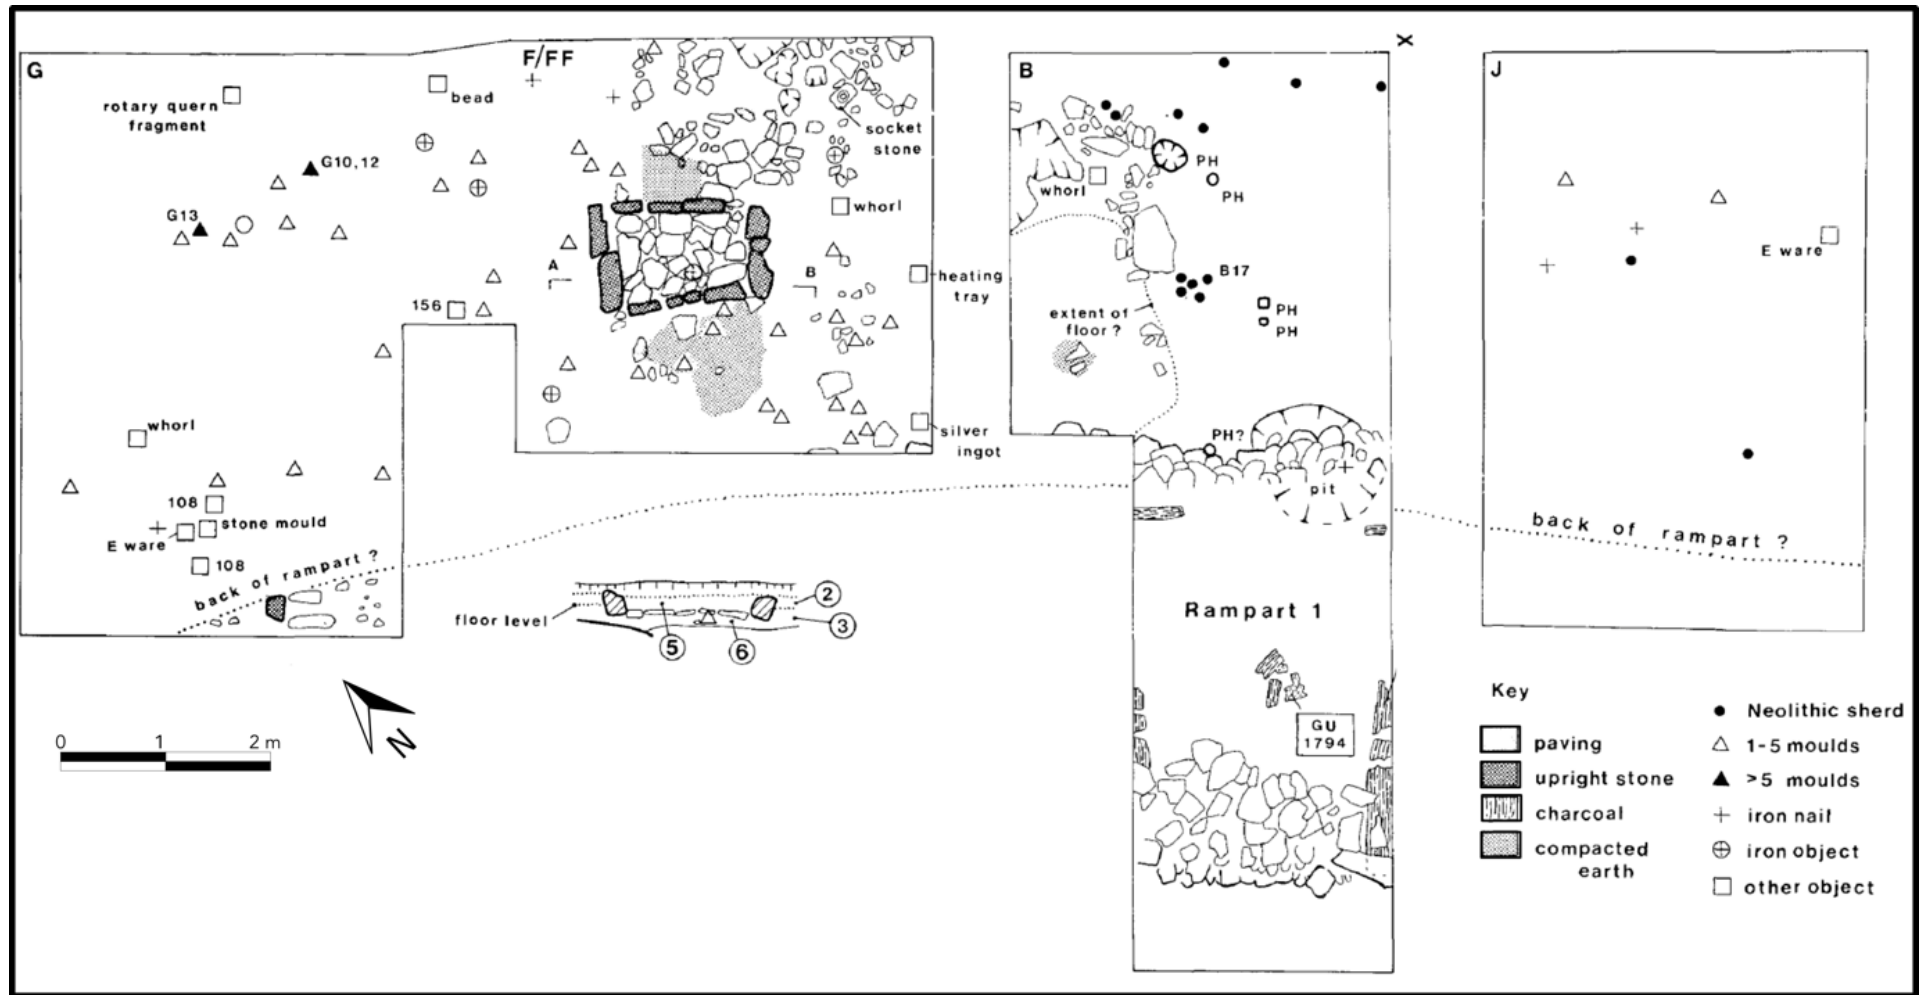 G
F/FF
B
J
X
rotary quern
fragment
bead
socket
stone
G10,12
G13
whorl
heating
tray
156
A
B
silver
ingot
whorl
108
stone mould
E ware
108
back of rampart ?
floor level
2
3
5
6
PH
PH
whorl
B17
extent of
floor ?
PH
PH
PH?
pit
Rampart 1
GU
1794
E ware
back of rampart ?
0 1 2 m
N
Key
paving
upright stone
charcoal
compacted
earth
Neolithic sherd
1-5 moulds
>5 moulds
iron nail
iron object
other object